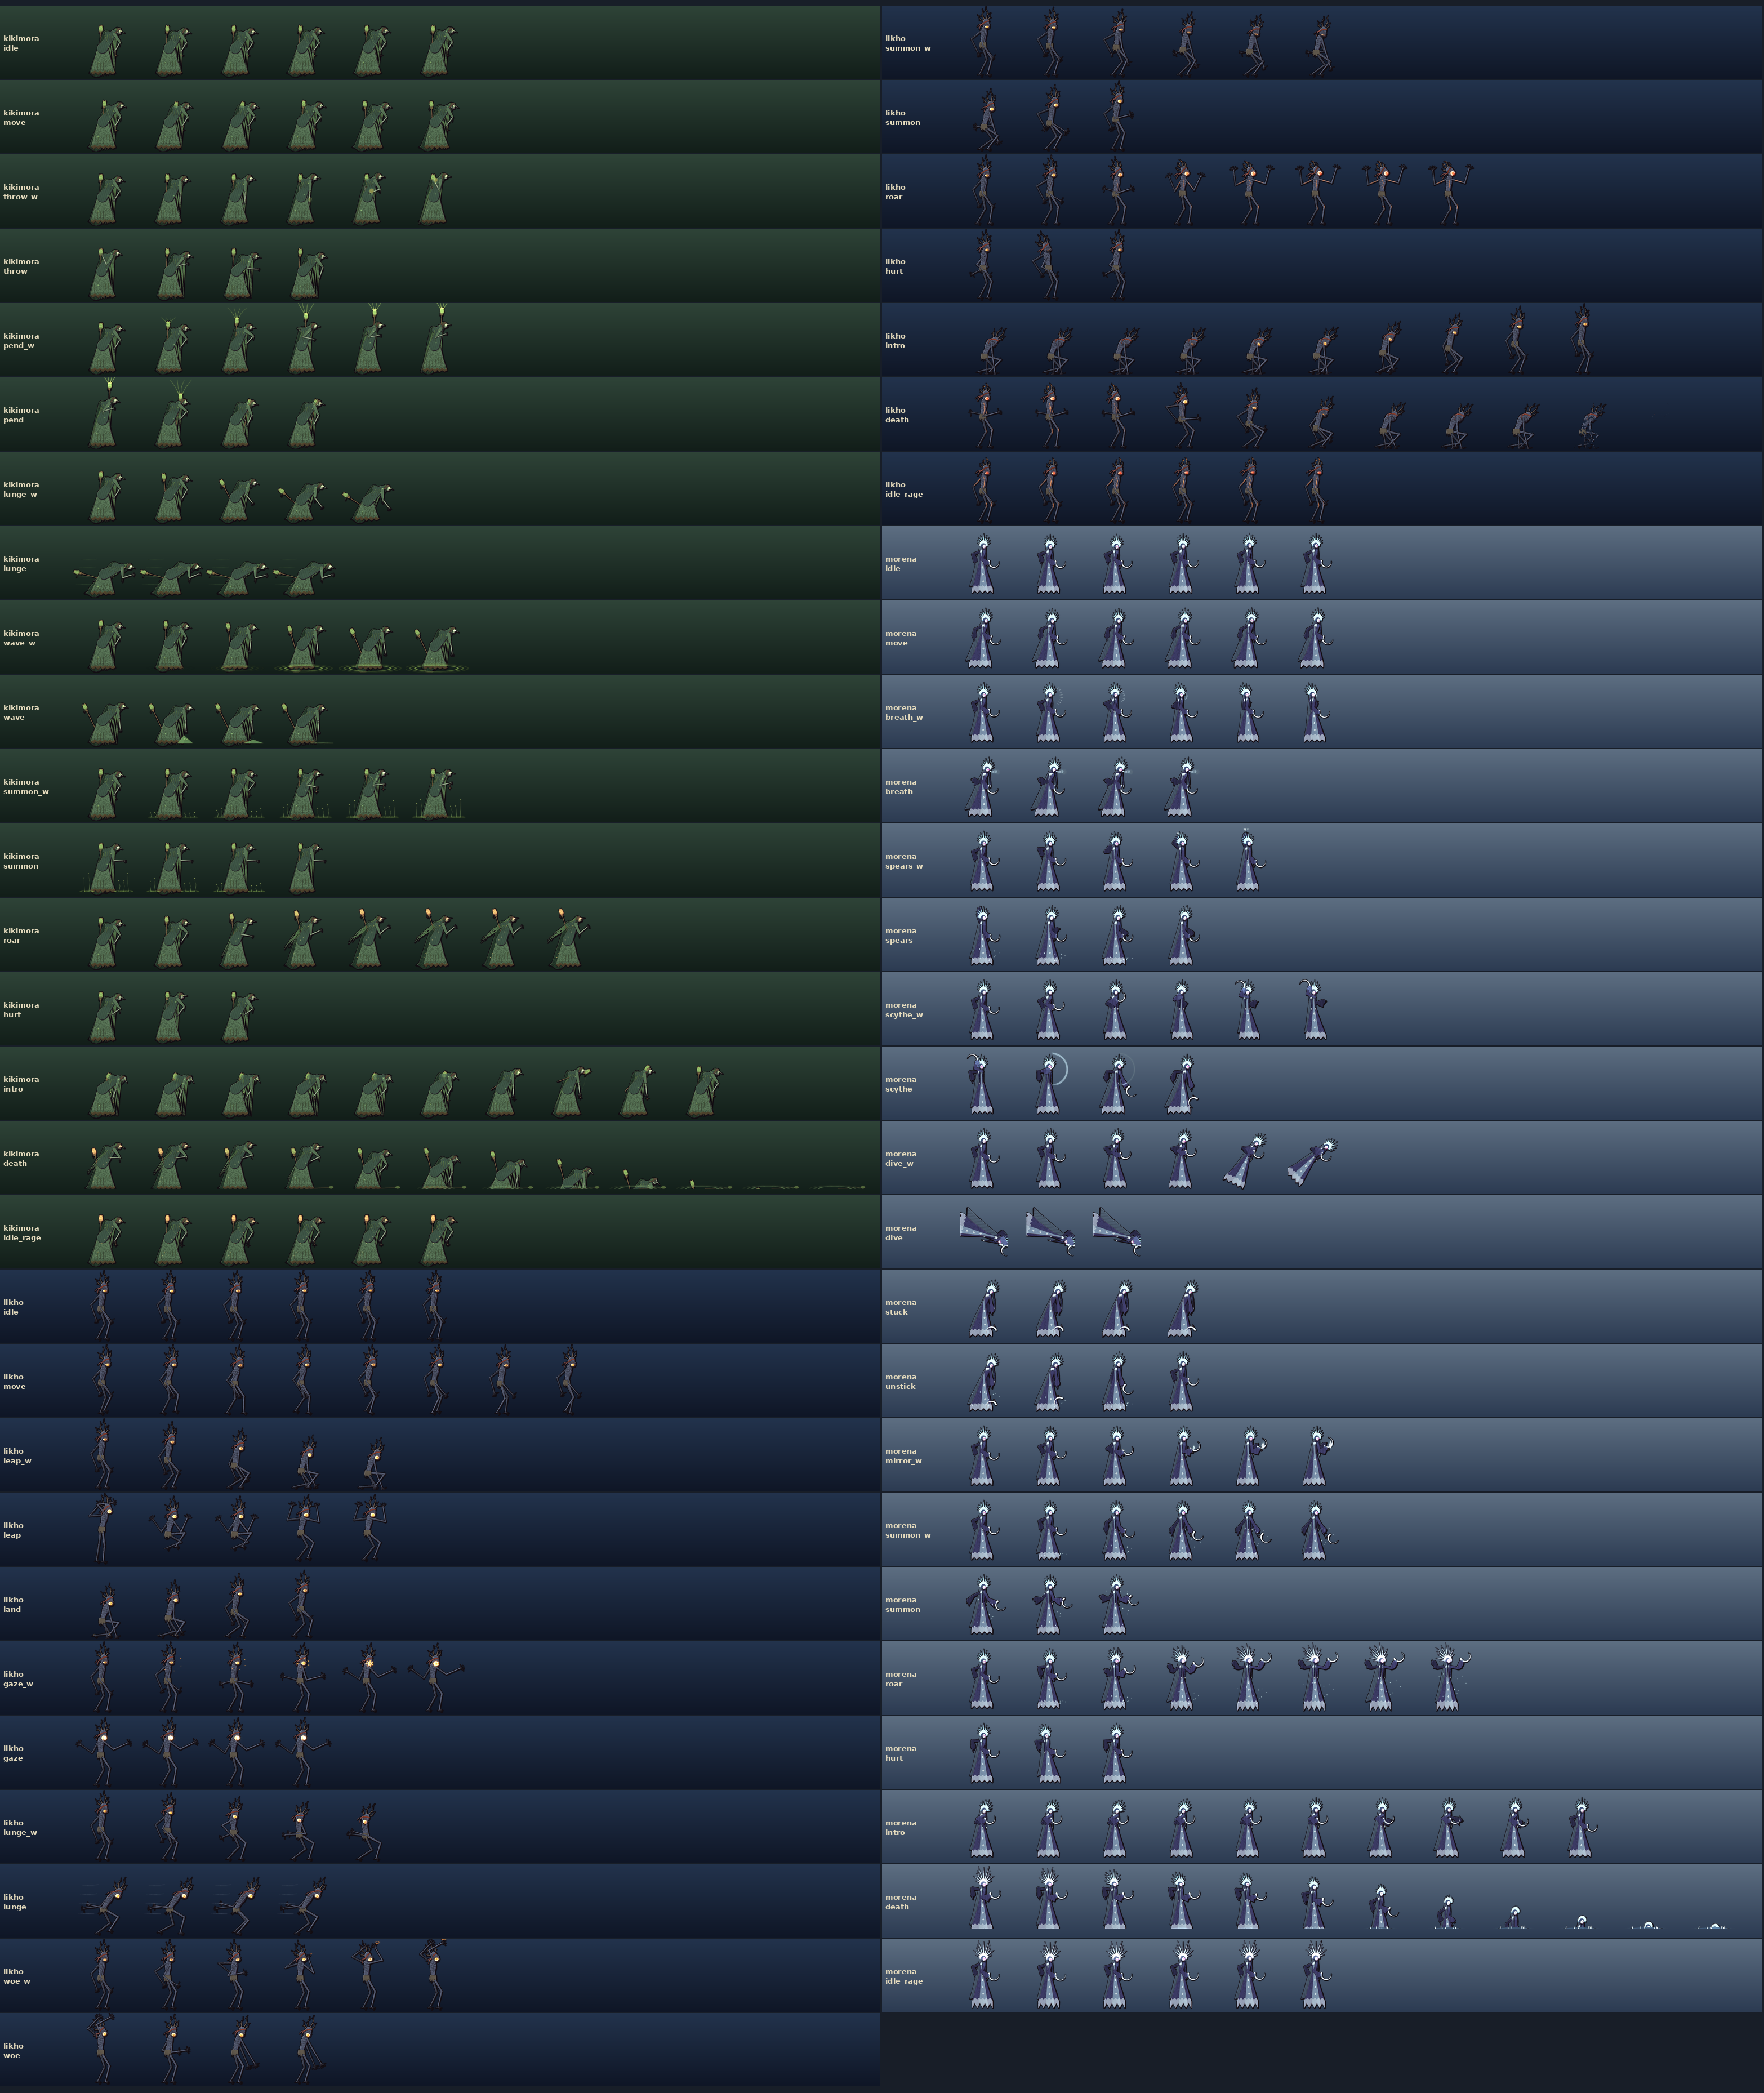 kikimora
idle
kikimora
move
kikimora
throw_w
kikimora
throw
kikimora
pend_w
kikimora
pend
kikimora
lunge_w
kikimora
lunge
kikimora
wave_w
kikimora
wave
kikimora
summon_w
kikimora
summon
kikimora
roar
kikimora
hurt
kikimora
intro
kikimora
death
kikimora
idle_rage
likho
idle
likho
move
likho
leap_w
likho
leap
likho
land
likho
gaze_w
likho
gaze
likho
lunge_w
likho
lunge
likho
woe_w
likho
woe
likho
summon_w
likho
summon
likho
roar
likho
hurt
likho
intro
likho
death
likho
idle_rage
morena
idle
morena
move
morena
breath_w
morena
breath
morena
spears_w
morena
spears
morena
scythe_w
morena
scythe
morena
dive_w
morena
dive
morena
stuck
morena
unstick
morena
mirror_w
morena
summon_w
morena
summon
morena
roar
morena
hurt
morena
intro
morena
death
morena
idle_rage